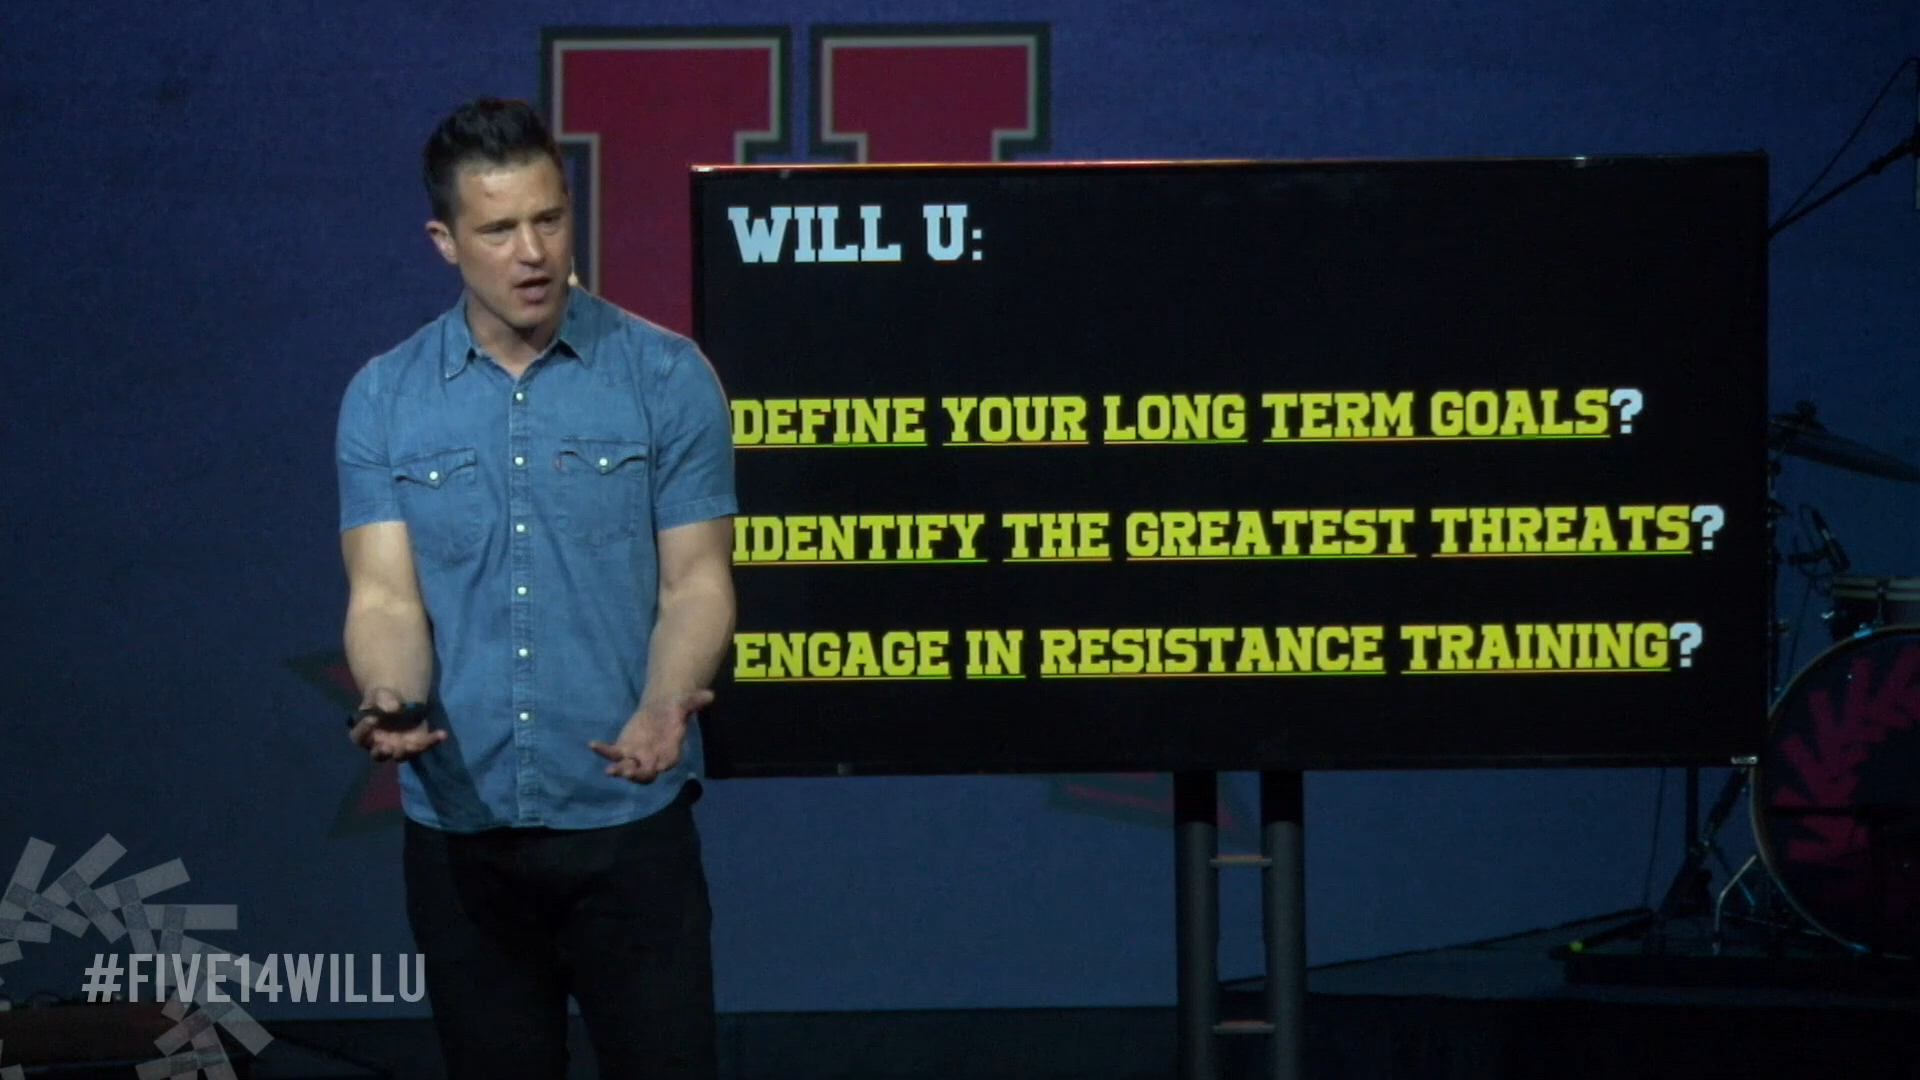 WILL U:
DEFINE YOUR LONG TERM GOALS?
IDENTIFY THE GREATEST THREATS?
ENGAGE IN RESISTANCE TRAINING?
#FIVE14WILLU